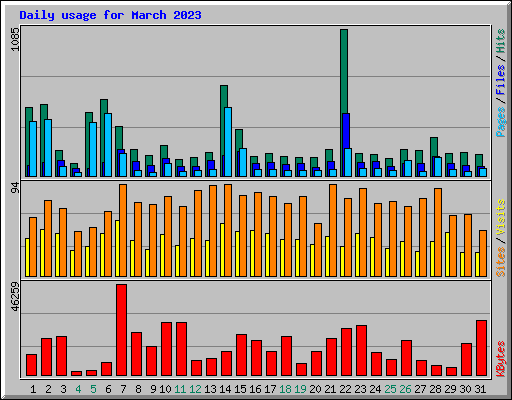 Daily usage for March 2023
1085
Pages / Files / Hits
94
Sites / Visits
46259
KBytes
1 2 3 4 5 6 7 8 9 10 11 12 13 14 15 16 17 18 19 20 21 22 23 24 25 26 27 28 29 30 31